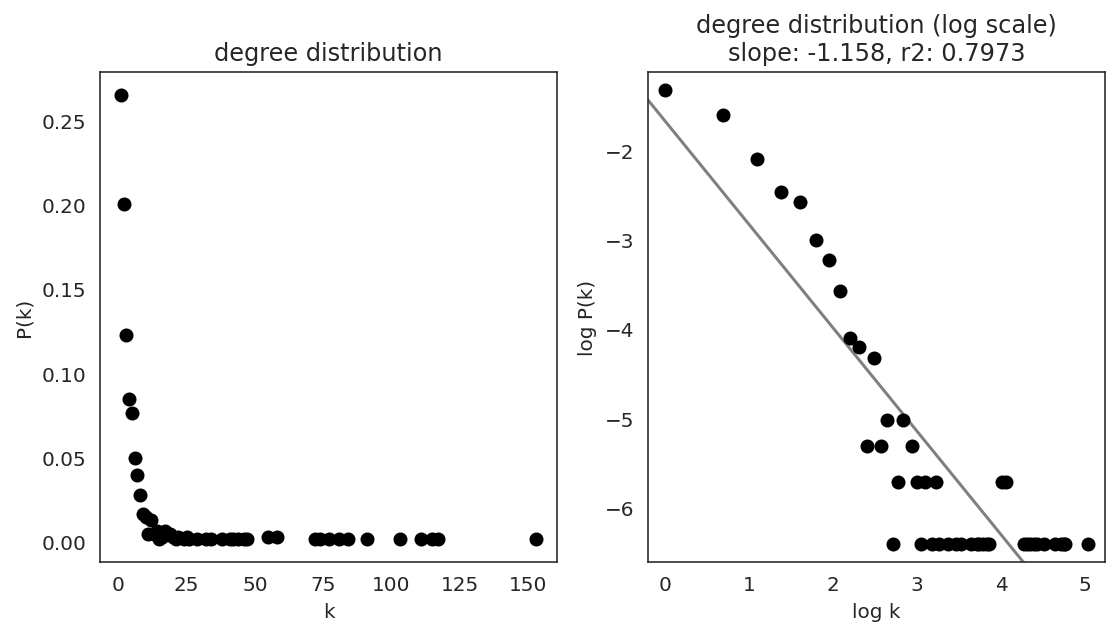 degree distribution
0.25
0.20
0.15
0.10
0.05
0.00
P(k)
0 25 50 75 100 125 150
k
degree distribution (log scale)
slope: -1.158, r2: 0.7973
−2
−3
−4
−5
−6
log P(k)
0 1 2 3 4 5
log k